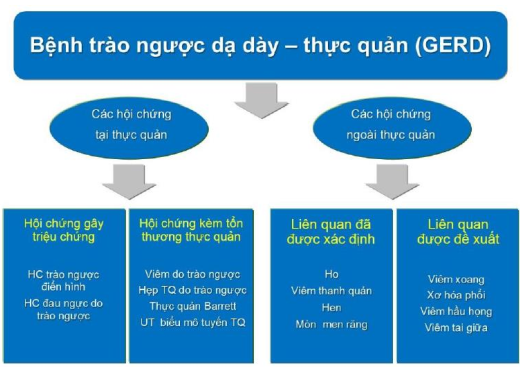 Bệnh trào ngược dạ dày – thực quản (GERD)
Các hội chứng
tại thực quản
Các hội chứng
ngoài thực quản
Hội chứng gây
triệu chứng
HC trào ngược
điển hình
HC đau ngực do
trào ngược
Hội chứng kèm tổn
thương thực quản
Viêm do trào ngược
Hẹp TQ do trào ngược
Thực quản Barrett
UT biểu mô tuyến TQ
Liên quan đã
được xác định
Ho
Viêm thanh quản
Hen
Mòn men răng
Liên quan
được đề xuất
Viêm xoang
Xơ hóa phổi
Viêm hầu họng
Viêm tai giữa